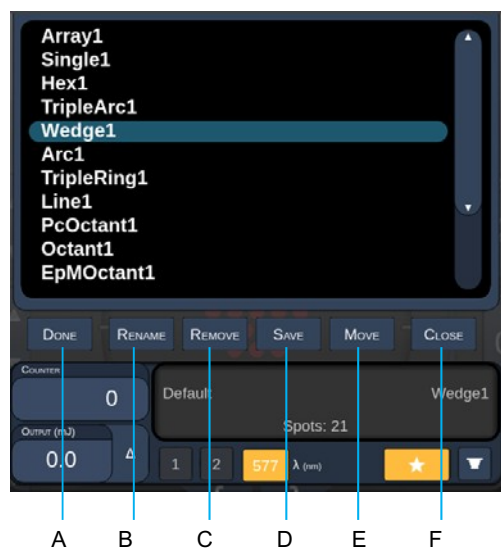 Array1
Single1
Hex1
TripleArc1
Wedge1
Arc1
TripleRing1
Line1
PcOctant1
Octant1
EpMOctant1
DONE RENAME REMOVE SAVE MOVE CLOSE
COUNTER
0
Default Wedge1
Spots: 21
OUTPUT (mJ)
0.0 Δ
1 2 577 λ (nm)
A B C D E F